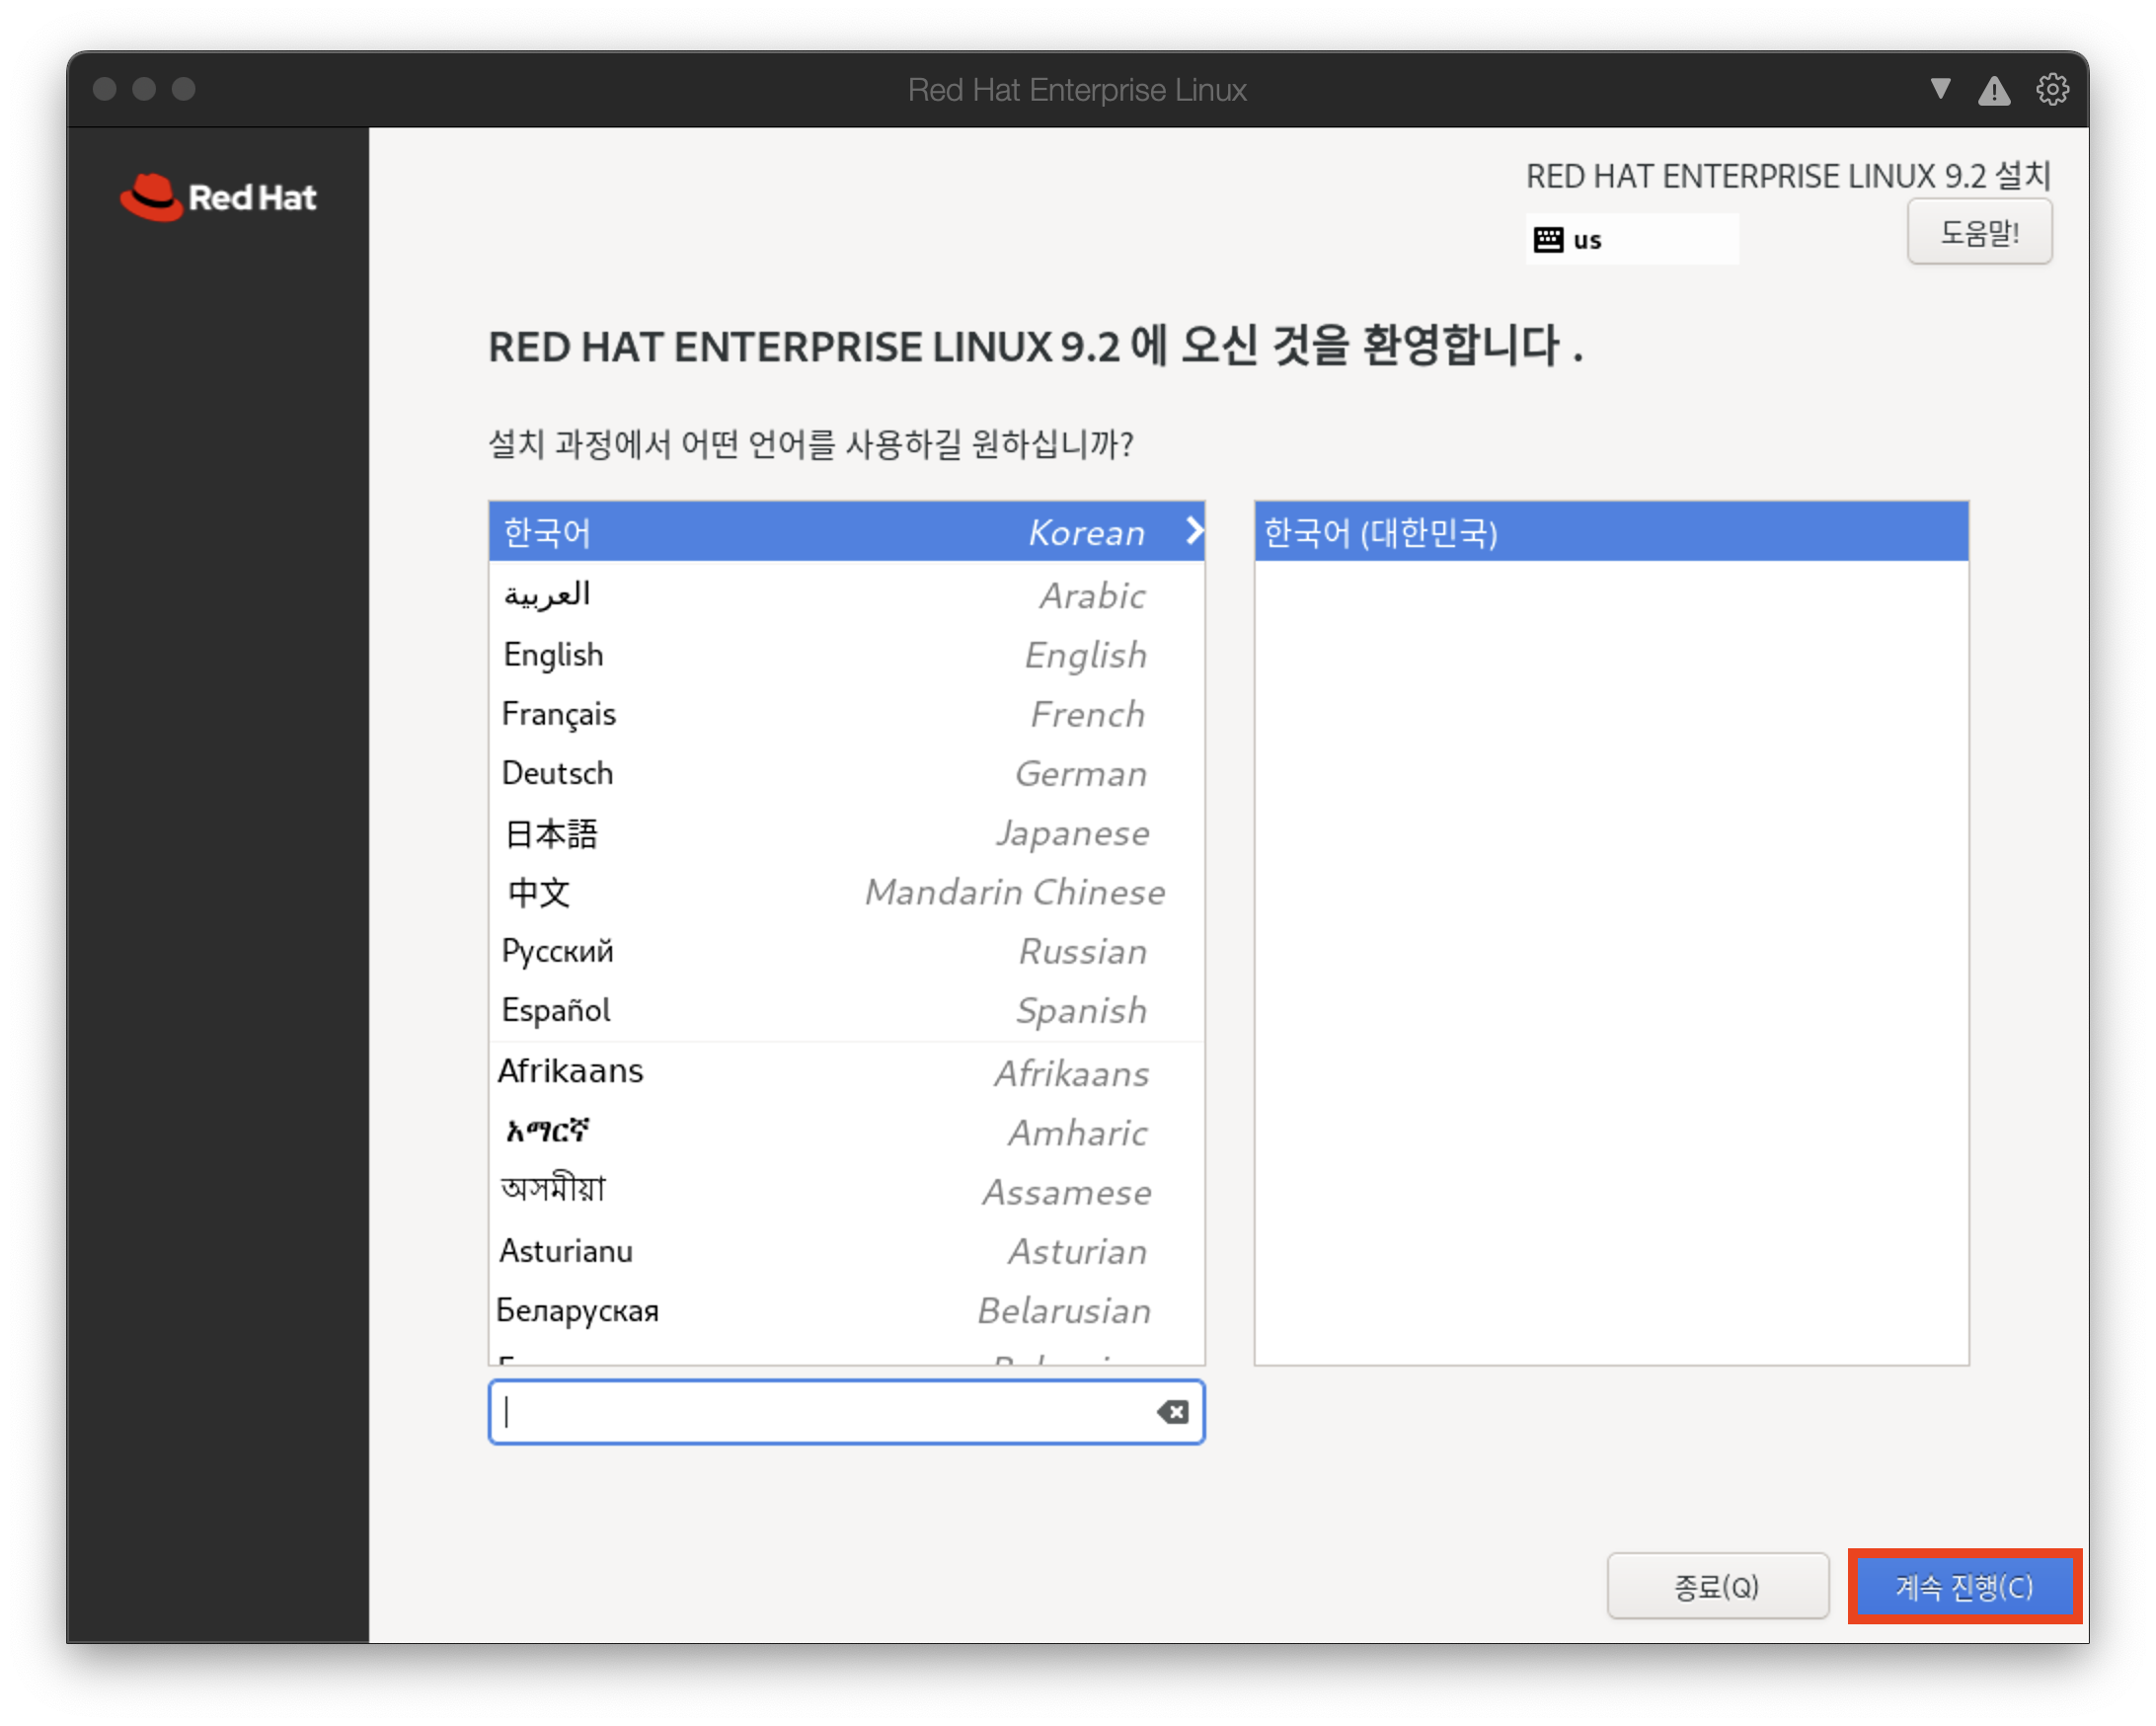 Red Hat Enterprise Linux
Red Hat
RED HAT ENTERPRISE LINUX 9.2 설치
us
도움말!
RED HAT ENTERPRISE LINUX 9.2 에 오신 것을 환영합니다 .
설치 과정에서 어떤 언어를 사용하길 원하십니까?
한국어 Korean
العربية Arabic
English English
Français French
Deutsch German
日本語 Japanese
中文 Mandarin Chinese
Русский Russian
Español Spanish
Afrikaans Afrikaans
አማርኛ Amharic
অসমীয়া Assamese
Asturianu Asturian
Беларуская Belarusian
한국어 (대한민국)
종료(Q)
계속 진행(C)